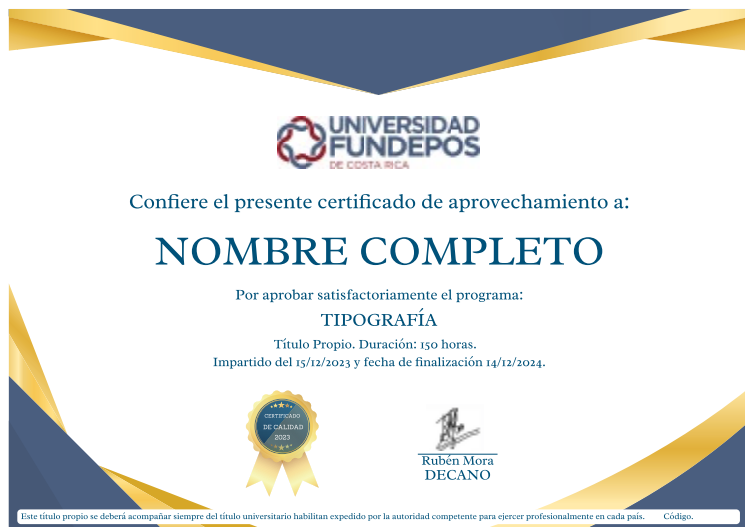 UNIVERSIDAD
FUNDEPOS
DE COSTA RICA
Confiere el presente certificado de aprovechamiento a:
NOMBRE COMPLETO
Por aprobar satisfactoriamente el programa:
TIPOGRAFÍA
Título Propio. Duración: 150 horas.
Impartido del 15/12/2023 y fecha de finalización 14/12/2024.
CERTIFICADO
DE CALIDAD
2023
Rubén Mora
DECANO
Este título propio se deberá acompañar siempre del título universitario habilitan expedido por la autoridad competente para ejercer profesionalmente en cada país. Código.